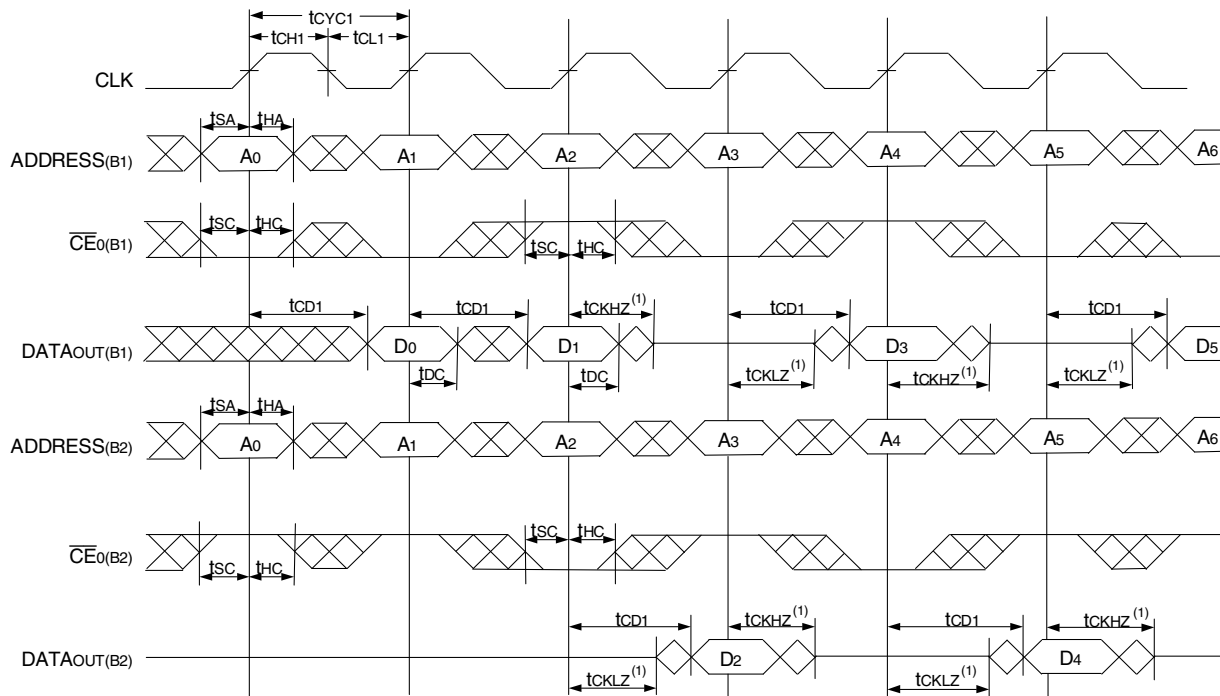 tCYC1
tCH1 tCL1
CLK
tSA tHA
ADDRESS(B1) A0 A1 A2 A3 A4 A5 A6
tSC tHC
CE0(B1)
tSC tHC
tCD1 tCD1 tCKHZ(1) tCD1 tCD1
DATAOUT(B1) D0 D1 D3 D5
tDC tDC tCKLZ(1) tCKHZ(1) tCKLZ(1)
tSA tHA
ADDRESS(B2) A0 A1 A2 A3 A4 A5 A6
tSC tHC
CE0(B2)
tSC tHC
tCD1 tCKHZ(1) tCD1 tCKHZ(1)
DATAOUT(B2) D2 D4
tCKLZ(1) tCKLZ(1)